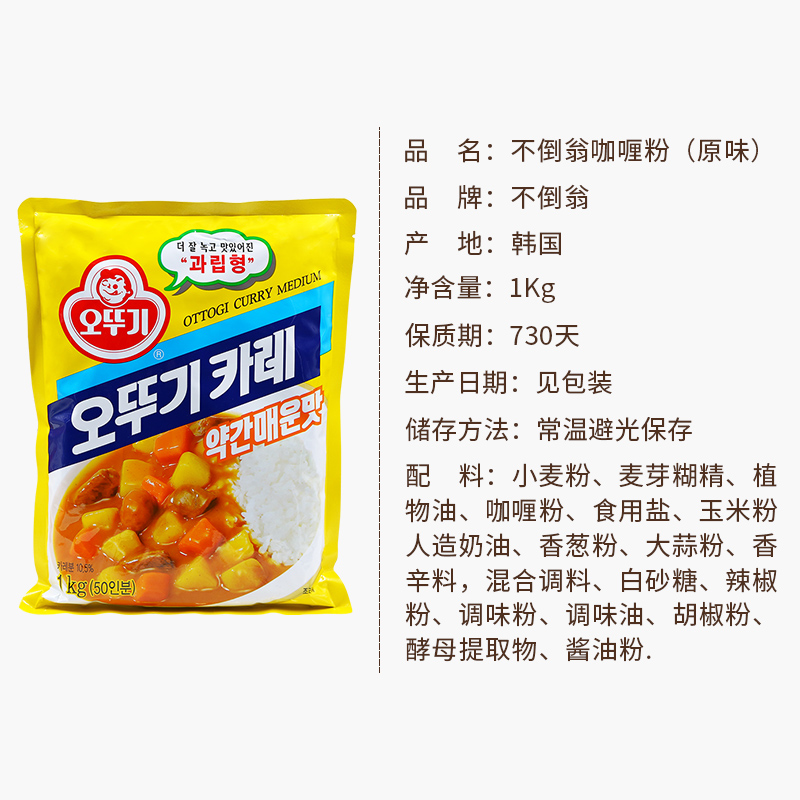 더 잘 녹고 맛있어진
"과립형"
오뚜기
®
OTTOGI CURRY MEDIUM
오뚜기 카레
약간매운맛
카레분 10.5%
1kg (50인분)
품 名：不倒翁咖喱粉（原味）
品 牌：不倒翁
产 地：韩国
净含量：1Kg
保质期：730天
生产日期：见包装
储存方法：常温避光保存
配 料：小麦粉、麦芽糊精、植
物油、咖喱粉、食用盐、玉米粉
人造奶油、香葱粉、大蒜粉、香
辛料，混合调料、白砂糖、辣椒
粉、调味粉、调味油、胡椒粉、
酵母提取物、酱油粉.